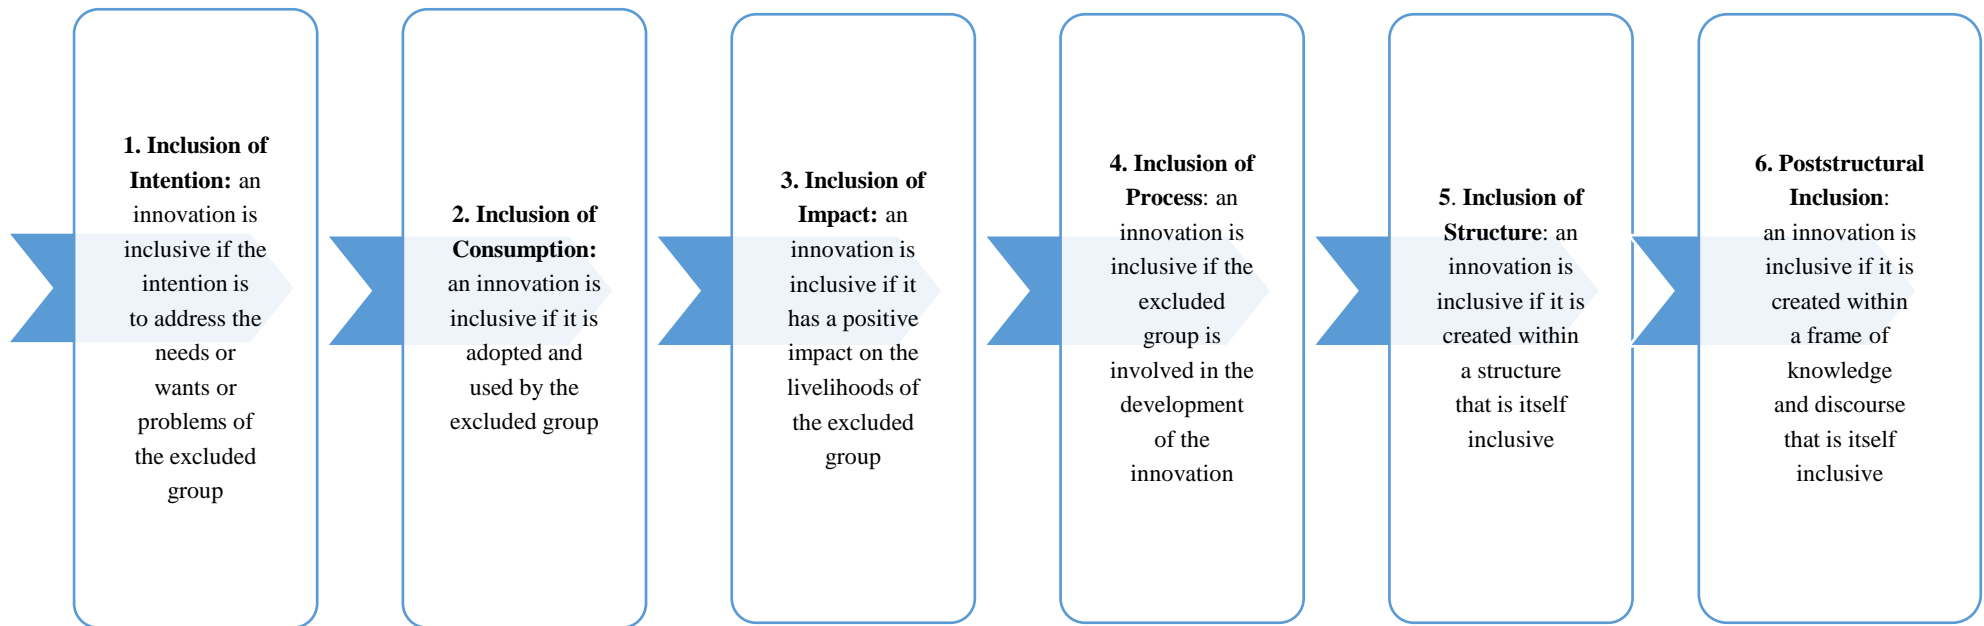 1. Inclusion of
Intention: an
innovation is
inclusive if the
intention is
to address the
needs or
wants or
problems of
the excluded
group
2. Inclusion of
Consumption:
an innovation is
inclusive if it is
adopted and
used by the
excluded group
3. Inclusion of
Impact: an
innovation is
inclusive if it
has a positive
impact on the
livelihoods of
the excluded
group
4. Inclusion of
Process: an
innovation is
inclusive if the
excluded
group is
involved in the
development
of the
innovation
5. Inclusion of
Structure: an
innovation is
inclusive if it is
created within
a structure
that is itself
inclusive
6. Poststructural
Inclusion:
an innovation is
inclusive if it is
created within
a frame of
knowledge
and discourse
that is itself
inclusive